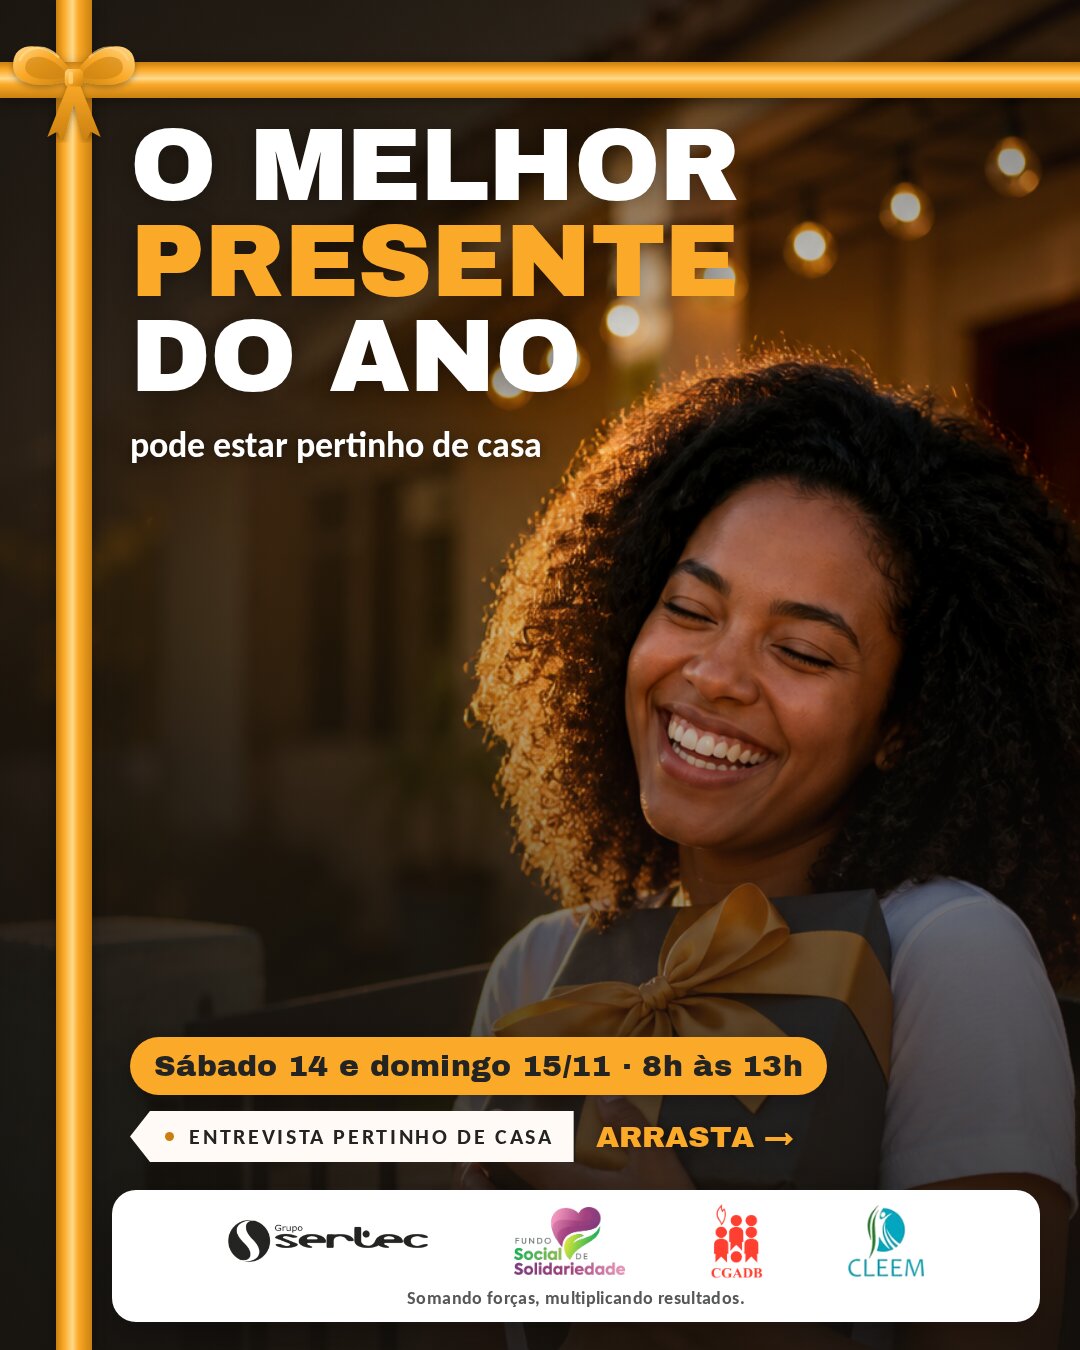 O MELHOR
PRESENTE
DO ANO
pode estar pertinho de casa
Sábado 14 e domingo 15/11 · 8h às 13h
• ENTREVISTA PERTINHO DE CASA
ARRASTA →
Grupo
sertec
FUNDO
Social DE
Solidariedade
CGADB
CLEEM
Somando forças, multiplicando resultados.